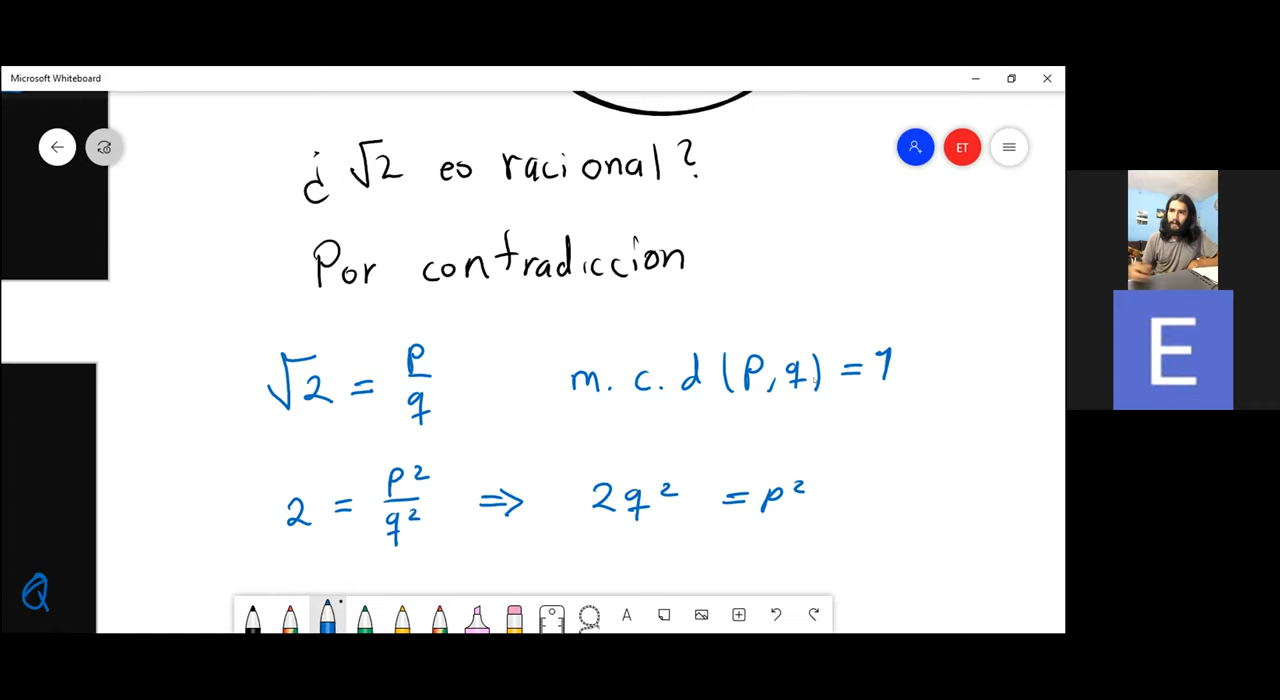 Microsoft Whiteboard
ET
¿ √2 es racional?
Por contradiccion
√2 = p/q m.c.d (p,q) = 1
2 = p²/q² ⇒ 2q² = p²
Q
A
E